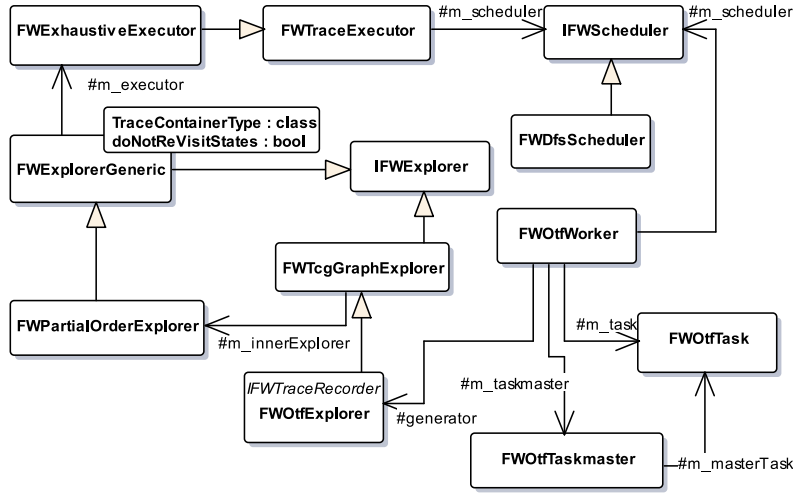 FWExhaustiveExecutor
FWTraceExecutor
#m_scheduler
IFWScheduler
#m_scheduler
#m_executor
TraceContainerType : class
doNotReVisitStates : bool
FWExplorerGeneric
IFWExplorer
FWDfsScheduler
FWOtfWorker
FWTcgGraphExplorer
FWPartialOrderExplorer
#m_innerExplorer
#m_task
FWOtfTask
IFWTraceRecorder
FWOtfExplorer
#generator
#m_taskmaster
FWOtfTaskmaster
#m_masterTask